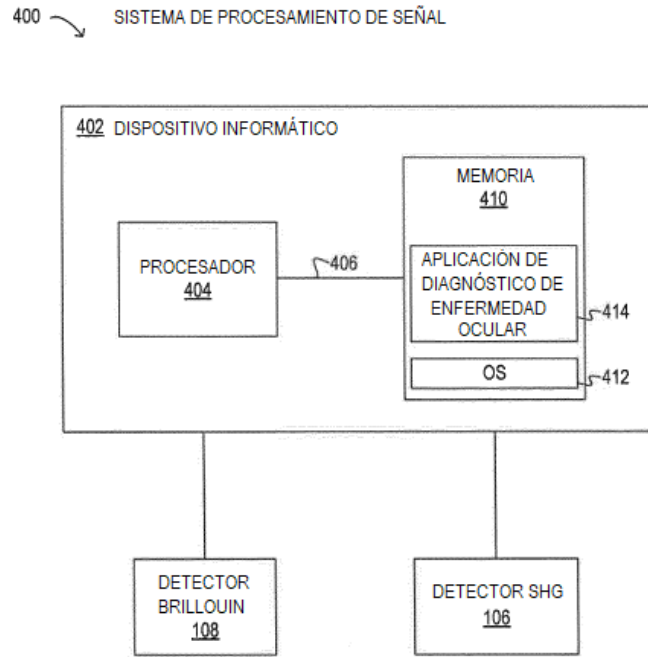 400 SISTEMA DE PROCESAMIENTO DE SEÑAL
402 DISPOSITIVO INFORMÁTICO
MEMORIA
410
PROCESADOR
404
406
APLICACIÓN DE
DIAGNÓSTICO DE
ENFERMEDAD
OCULAR
414
OS
412
DETECTOR
BRILLOUIN
108
DETECTOR SHG
106